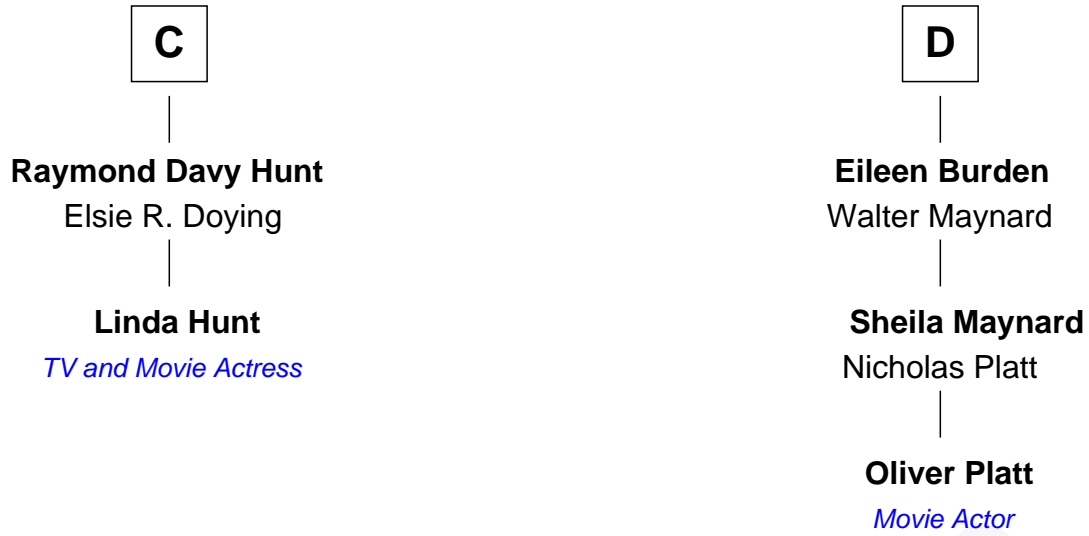 C
Raymond Davy Hunt
Elsie R. Doying
Linda Hunt
TV and Movie Actress
D
Eileen Burden
Walter Maynard
Sheila Maynard
Nicholas Platt
Oliver Platt
Movie Actor